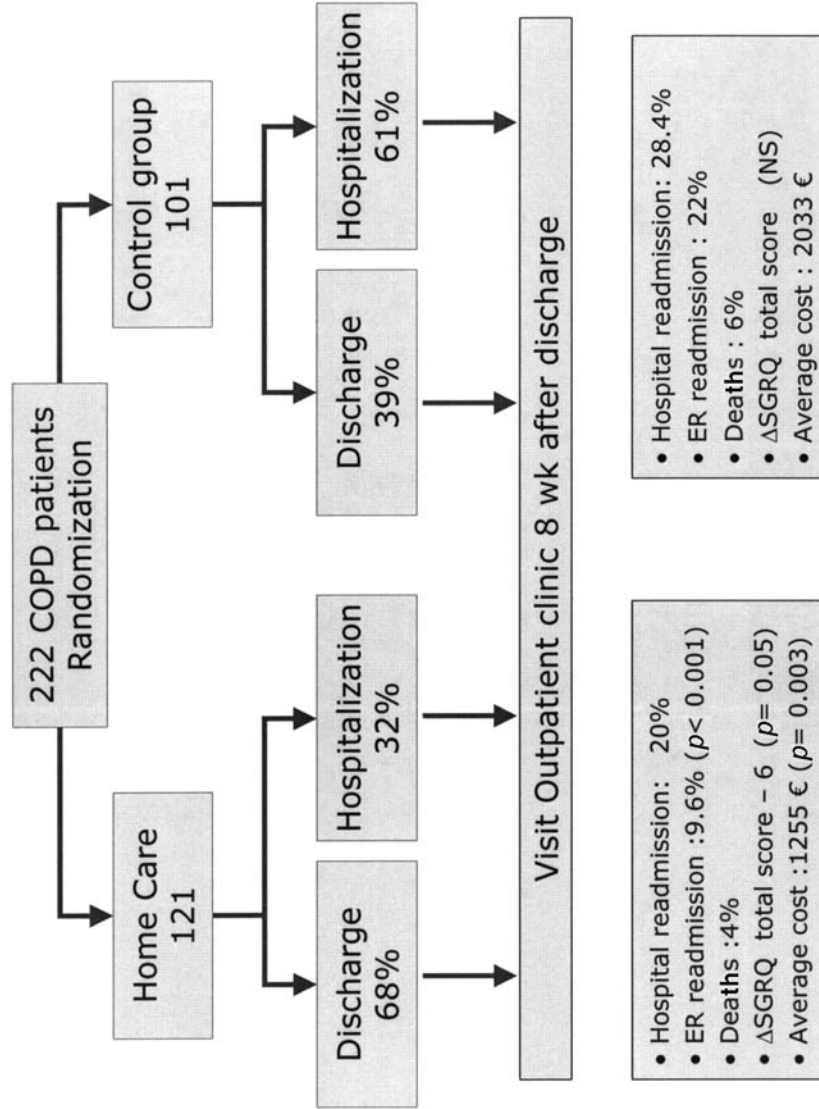 222 COPD patients
Randomization
Home Care
121
Control group
101
Discharge
68%
Hospitalization
32%
Discharge
39%
Hospitalization
61%
Visit Outpatient clinic 8 wk after discharge
• Hospital readmission: 20%
• ER readmission :9.6% (p< 0.001)
• Deaths :4%
• ΔSGRQ total score – 6 (p= 0.05)
• Average cost :1255 € (p= 0.003)
• Hospital readmission: 28.4%
• ER readmission : 22%
• Deaths : 6%
• ΔSGRQ total score (NS)
• Average cost : 2033 €